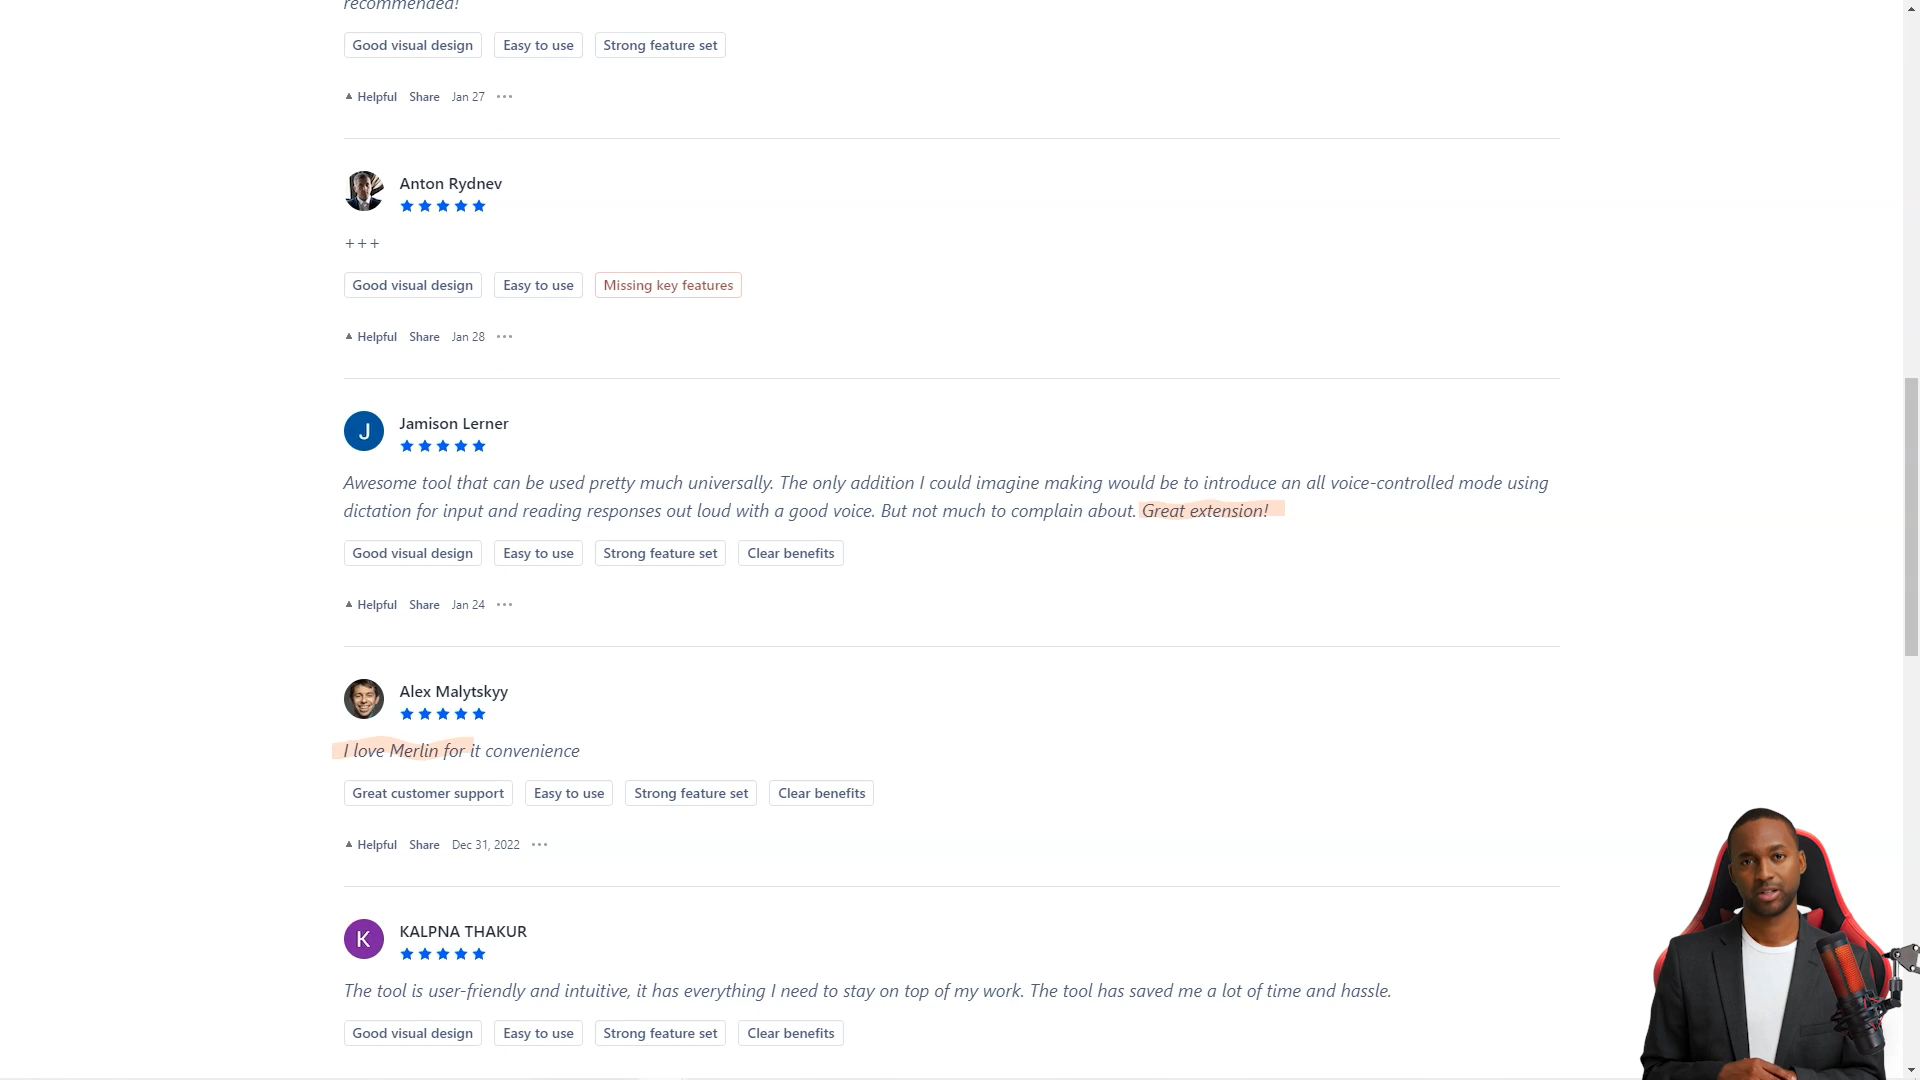 recommended!
Good visual design Easy to use Strong feature set
Helpful Share Jan 27 •••
Anton Rydnev
+++
Good visual design Easy to use Missing key features
Helpful Share Jan 28 •••
J
Jamison Lerner
Awesome tool that can be used pretty much universally. The only addition I could imagine making would be to introduce an all voice-controlled mode using
dictation for input and reading responses out loud with a good voice. But not much to complain about. Great extension!
Good visual design Easy to use Strong feature set Clear benefits
Helpful Share Jan 24 •••
Alex Malytskyy
I love Merlin for it convenience
Great customer support Easy to use Strong feature set Clear benefits
Helpful Share Dec 31, 2022 •••
K
KALPNA THAKUR
The tool is user-friendly and intuitive, it has everything I need to stay on top of my work. The tool has saved me a lot of time and hassle.
Good visual design Easy to use Strong feature set Clear benefits